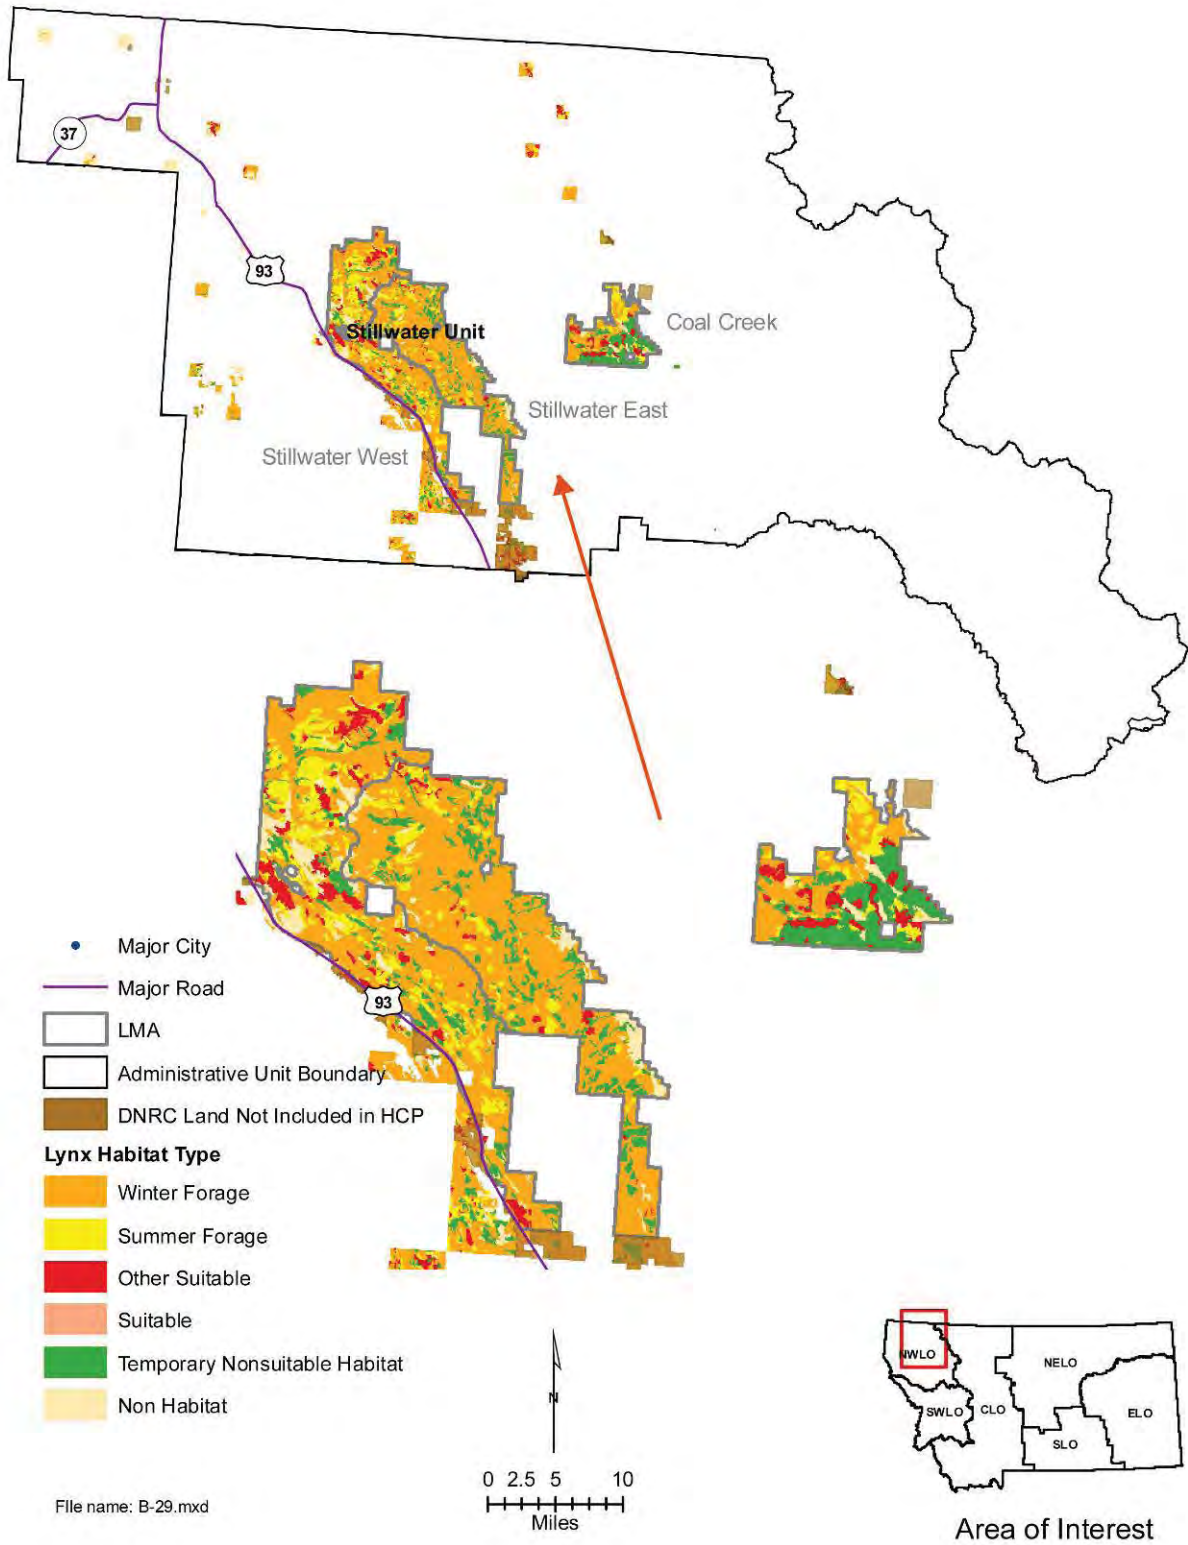 37
93
Stillwater Unit
Coal Creek
Stillwater East
Stillwater West
93
Major City
Major Road
LMA
Administrative Unit Boundary
DNRC Land Not Included in HCP
Lynx Habitat Type
Winter Forage
Summer Forage
Other Suitable
Suitable
Temporary Nonsuitable Habitat
Non Habitat
N
0 2.5 5 10
Miles
File name: B-29.mxd
NWLO
NELO
SWLO
CLO
ELO
SLO
Area of Interest